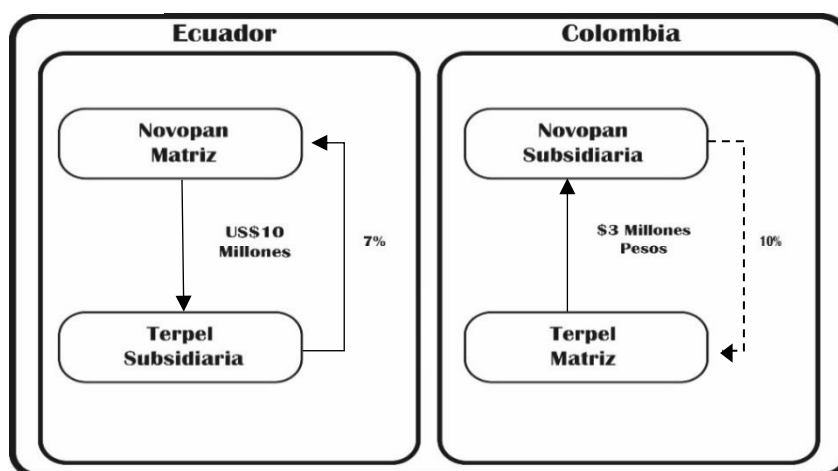 Ecuador
Novopan
Matriz
US$10
Millones
7%
Terpel
Subsidiaria
Colombia
Novopan
Subsidiaria
$3 Millones
Pesos
10%
Terpel
Matriz